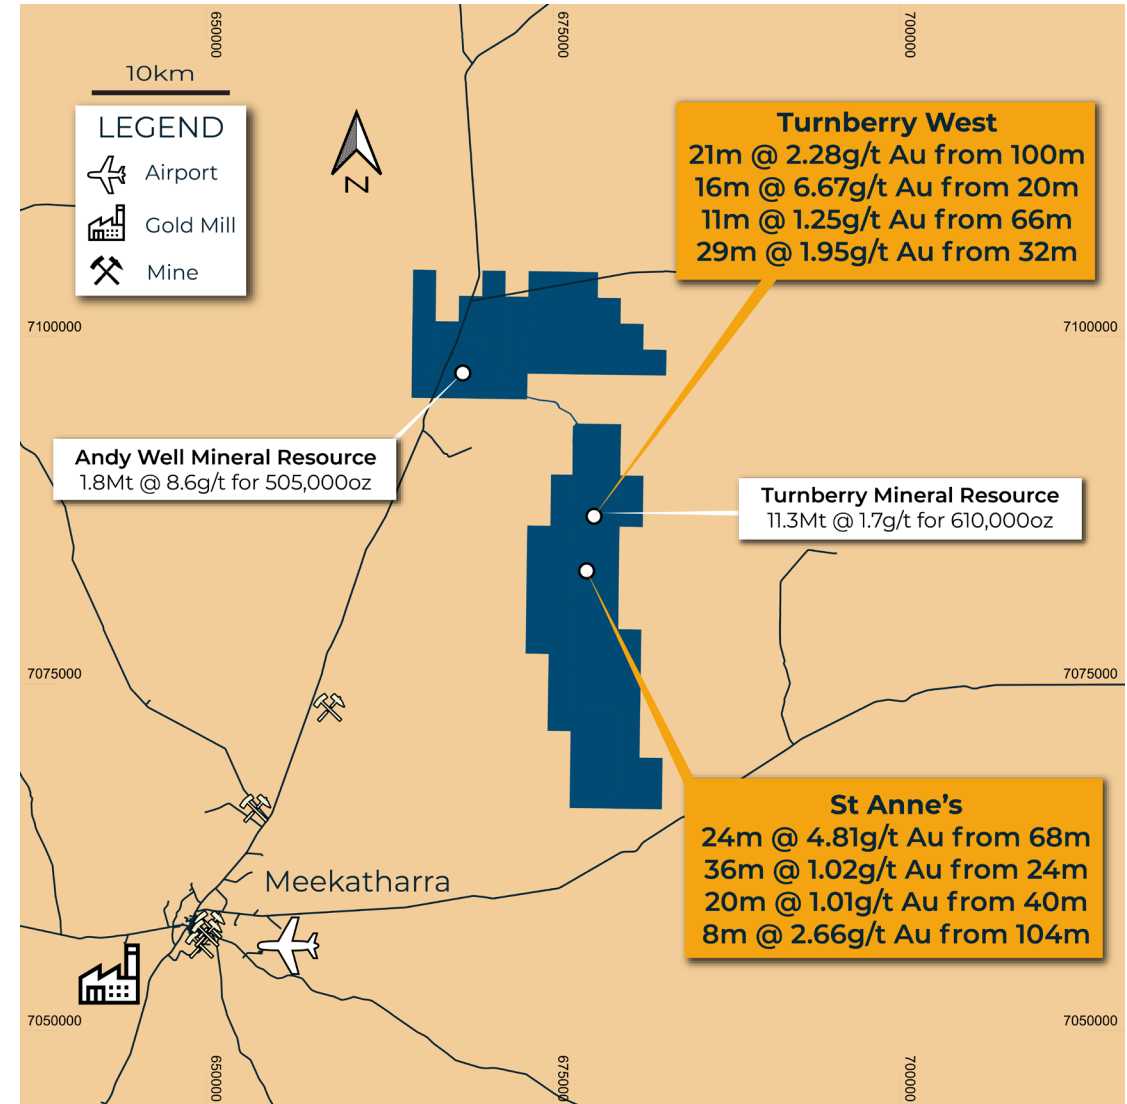 650000
675000
700000
10km
LEGEND
Airport
Gold Mill
Mine
N
Turnberry West
21m @ 2.28g/t Au from 100m
16m @ 6.67g/t Au from 20m
11m @ 1.25g/t Au from 66m
29m @ 1.95g/t Au from 32m
7100000
7100000
Andy Well Mineral Resource
1.8Mt @ 8.6g/t for 505,000oz
Turnberry Mineral Resource
11.3Mt @ 1.7g/t for 610,000oz
7075000
7075000
St Anne’s
24m @ 4.81g/t Au from 68m
36m @ 1.02g/t Au from 24m
20m @ 1.01g/t Au from 40m
8m @ 2.66g/t Au from 104m
Meekatharra
7050000
7050000
650000
675000
700000